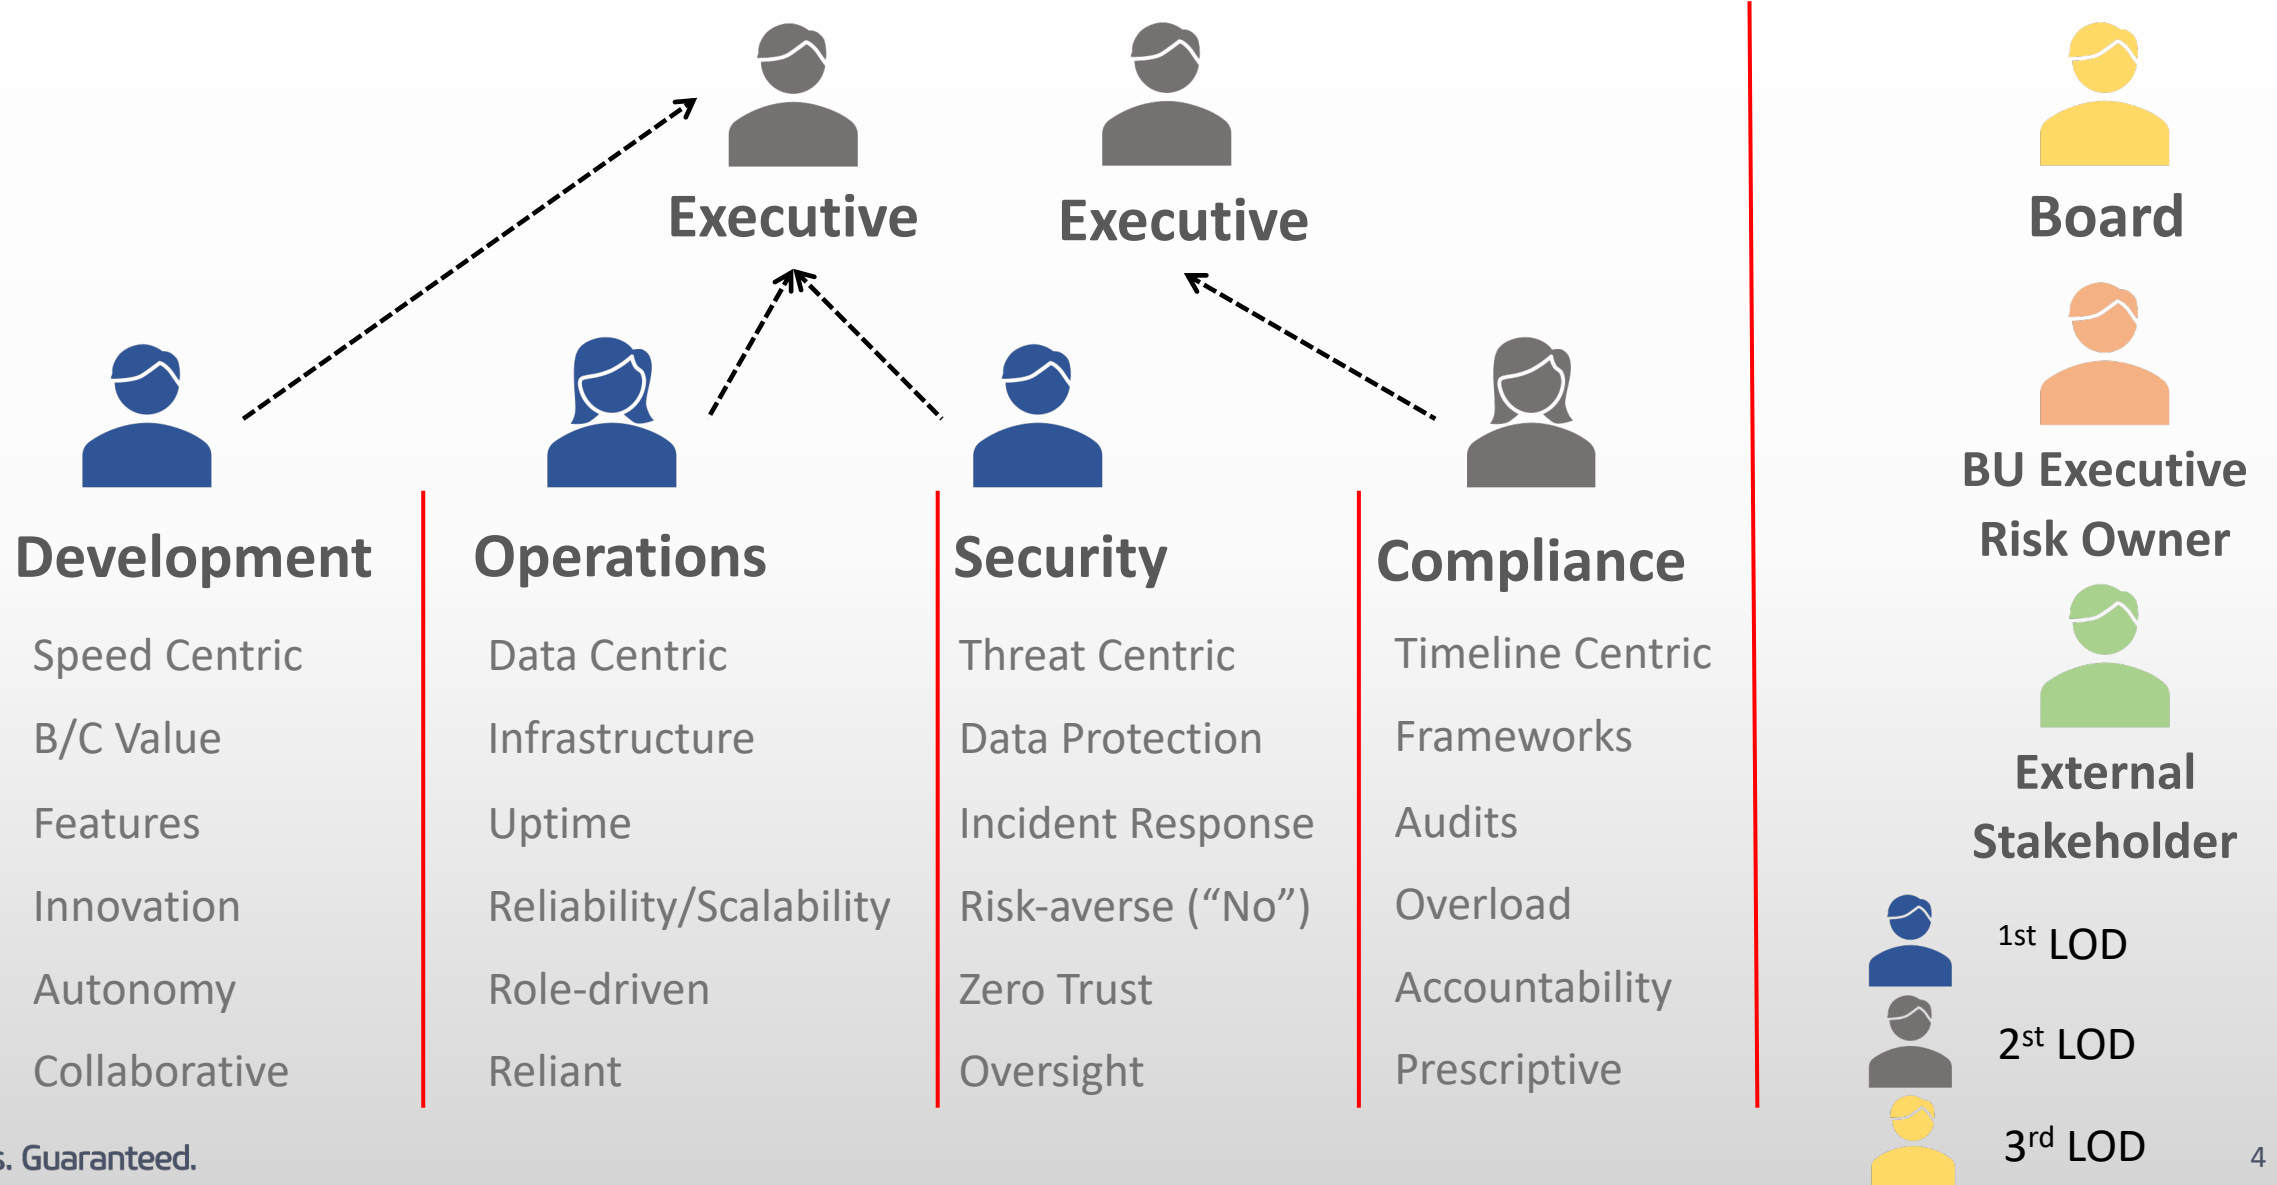 Executive
Executive
Board
BU Executive
Risk Owner
External
Stakeholder
Development
Speed Centric
B/C Value
Features
Innovation
Autonomy
Collaborative
Operations
Data Centric
Infrastructure
Uptime
Reliability/Scalability
Role-driven
Reliant
Security
Threat Centric
Data Protection
Incident Response
Risk-averse (“No”)
Zero Trust
Oversight
Compliance
Timeline Centric
Frameworks
Audits
Overload
Accountability
Prescriptive
1st LOD
2st LOD
3rd LOD
s. Guaranteed.
4